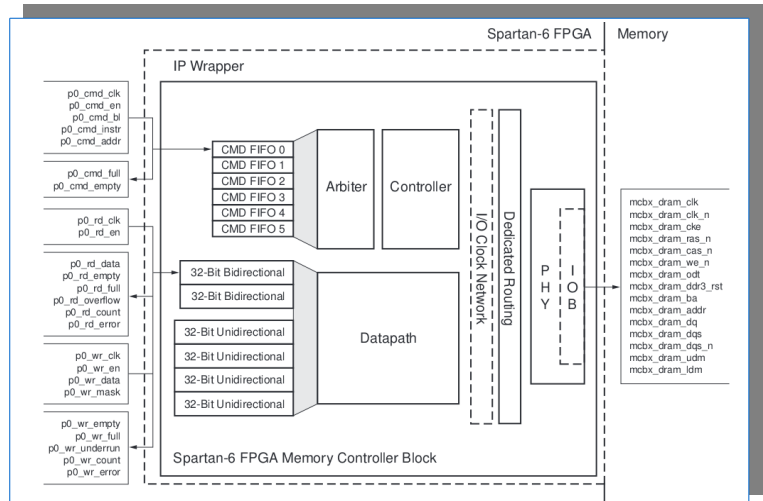 Spartan-6 FPGA
Memory
IP Wrapper
p0_cmd_clk
p0_cmd_en
p0_cmd_bl
p0_cmd_instr
p0_cmd_addr
p0_cmd_full
p0_cmd_empty
p0_rd_clk
p0_rd_en
p0_rd_data
p0_rd_empty
p0_rd_full
p0_rd_overflow
p0_rd_count
p0_rd_error
p0_wr_clk
p0_wr_en
p0_wr_data
p0_wr_mask
p0_wr_empty
p0_wr_full
p0_wr_underrun
p0_wr_count
p0_wr_error
CMD FIFO 0
CMD FIFO 1
CMD FIFO 2
CMD FIFO 3
CMD FIFO 4
CMD FIFO 5
Arbiter
Controller
32-Bit Bidirectional
32-Bit Bidirectional
32-Bit Unidirectional
32-Bit Unidirectional
32-Bit Unidirectional
32-Bit Unidirectional
Datapath
I/O Clock Network
Dedicated Routing
PHY
IOB
mcbx_dram_clk
mcbx_dram_clk_n
mcbx_dram_cke
mcbx_dram_ras_n
mcbx_dram_cas_n
mcbx_dram_we_n
mcbx_dram_odt
mcbx_dram_ddr3_rst
mcbx_dram_ba
mcbx_dram_addr
mcbx_dram_dq
mcbx_dram_dqs
mcbx_dram_dqs_n
mcbx_dram_udm
mcbx_dram_ldm
Spartan-6 FPGA Memory Controller Block